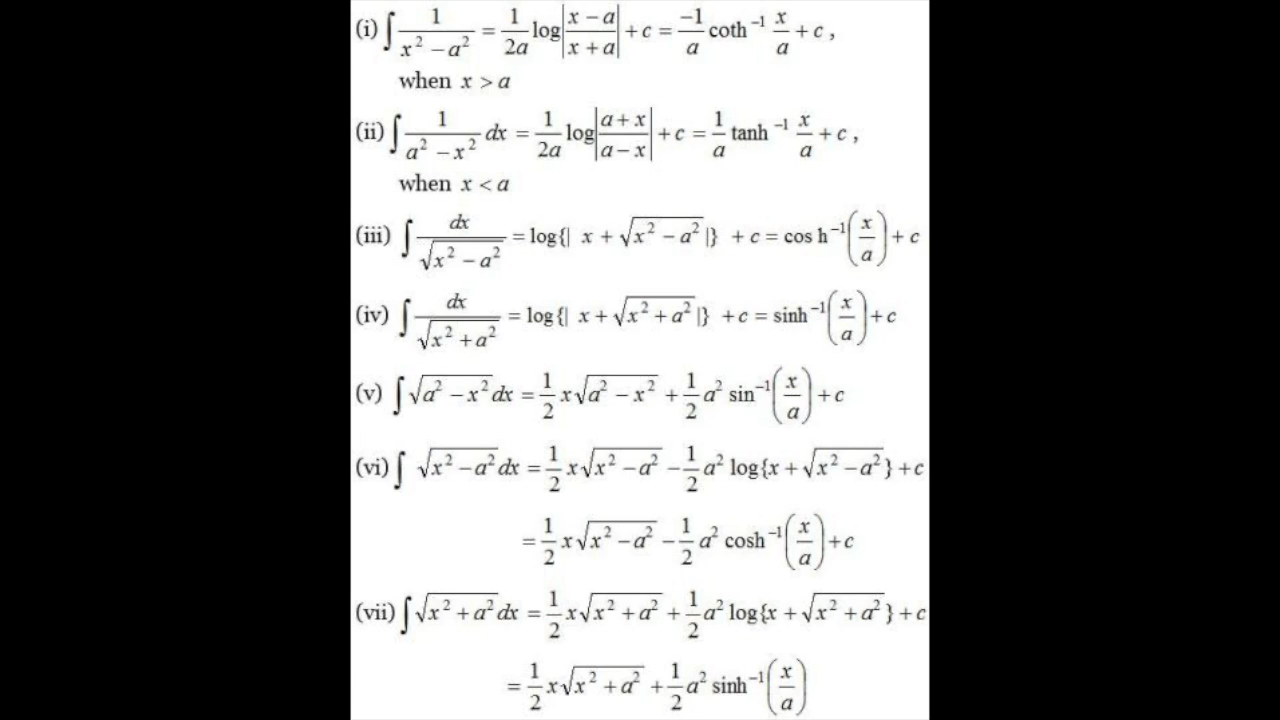 (i) ∫ 1/(x² − a²) = 1/(2a) log|(x − a)/(x + a)| + c = −1/a coth⁻¹ x/a + c ,
when x > a
(ii) ∫ 1/(a² − x²) dx = 1/(2a) log|(a + x)/(a − x)| + c = 1/a tanh⁻¹ x/a + c ,
when x < a
(iii) ∫ dx/√(x² − a²) = log{| x + √(x² − a²) |} + c = cos h⁻¹(x/a) + c
(iv) ∫ dx/√(x² + a²) = log{| x + √(x² + a²) |} + c = sinh⁻¹(x/a) + c
(v) ∫ √(a² − x²) dx = 1/2 x√(a² − x²) + 1/2 a² sin⁻¹(x/a) + c
(vi) ∫ √(x² − a²) dx = 1/2 x√(x² − a²) − 1/2 a² log{x + √(x² − a²)} + c
= 1/2 x√(x² − a²) − 1/2 a² cosh⁻¹(x/a) + c
(vii) ∫ √(x² + a²) dx = 1/2 x√(x² + a²) + 1/2 a² log{x + √(x² + a²)} + c
= 1/2 x√(x² + a²) + 1/2 a² sinh⁻¹(x/a)